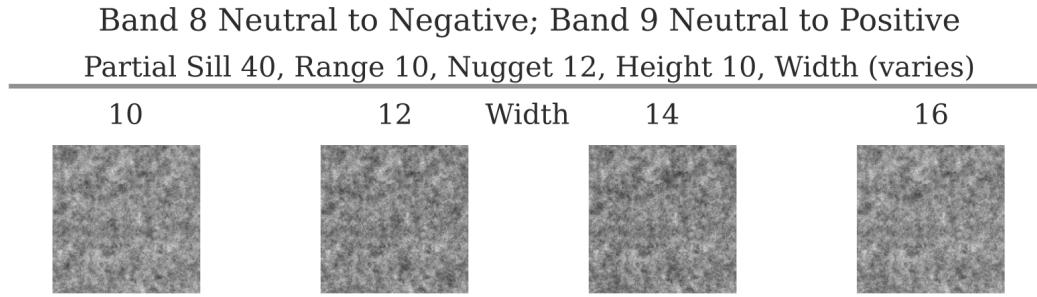 Band 8 Neutral to Negative; Band 9 Neutral to Positive
Partial Sill 40, Range 10, Nugget 12, Height 10, Width (varies)
10 12 Width 14 16